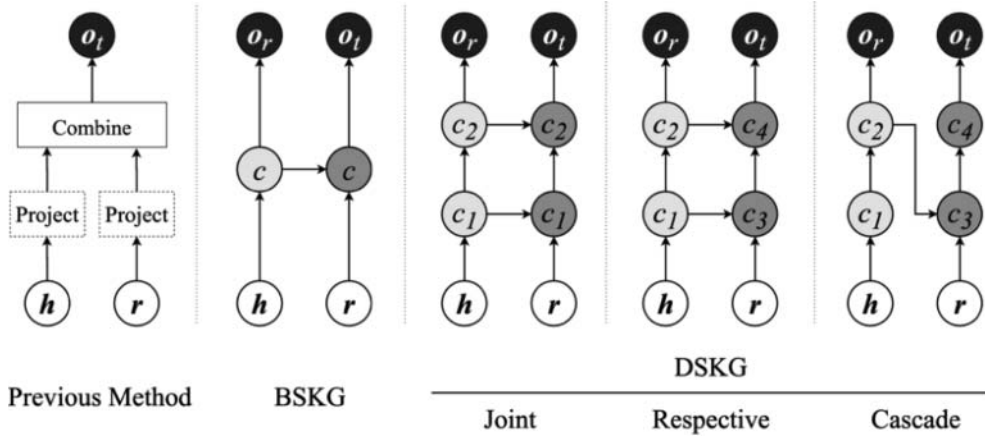 o_t o_r o_t o_r o_t o_r o_t o_r o_t
Combine c_2 c_2 c_2 c_4 c_2 c_4
c c
Project Project c_1 c_1 c_1 c_3 c_1 c_3
h r h r h r h r h r
DSKG
Previous Method BSKG
Joint Respective Cascade